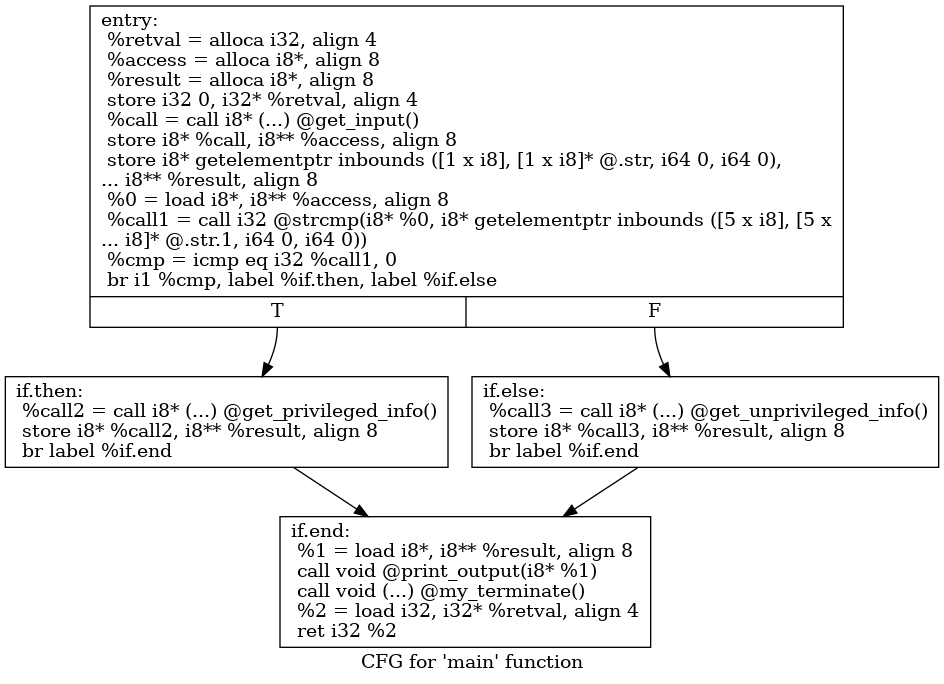 entry:
%retval = alloca i32, align 4
%access = alloca i8*, align 8
%result = alloca i8*, align 8
store i32 0, i32* %retval, align 4
%call = call i8* (...) @get_input()
store i8* %call, i8** %access, align 8
store i8* getelementptr inbounds ([1 x i8], [1 x i8]* @.str, i64 0, i64 0),
... i8** %result, align 8
%0 = load i8*, i8** %access, align 8
%call1 = call i32 @strcmp(i8* %0, i8* getelementptr inbounds ([5 x i8], [5 x
... i8]* @.str.1, i64 0, i64 0))
%cmp = icmp eq i32 %call1, 0
br i1 %cmp, label %if.then, label %if.else
T
F
if.then:
%call2 = call i8* (...) @get_privileged_info()
store i8* %call2, i8** %result, align 8
br label %if.end
if.else:
%call3 = call i8* (...) @get_unprivileged_info()
store i8* %call3, i8** %result, align 8
br label %if.end
if.end:
%1 = load i8*, i8** %result, align 8
call void @print_output(i8* %1)
call void (...) @my_terminate()
%2 = load i32, i32* %retval, align 4
ret i32 %2
CFG for 'main' function